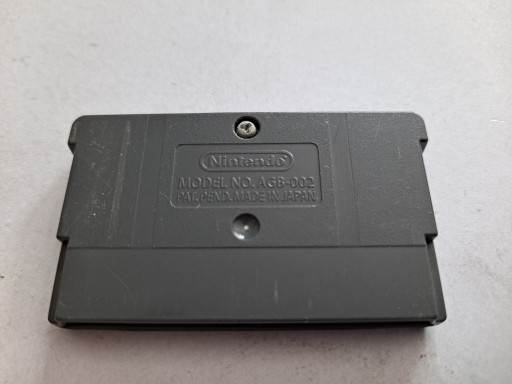 Nintendo
MODEL NO. AGB-002
PAT. PEND. MADE IN JAPAN